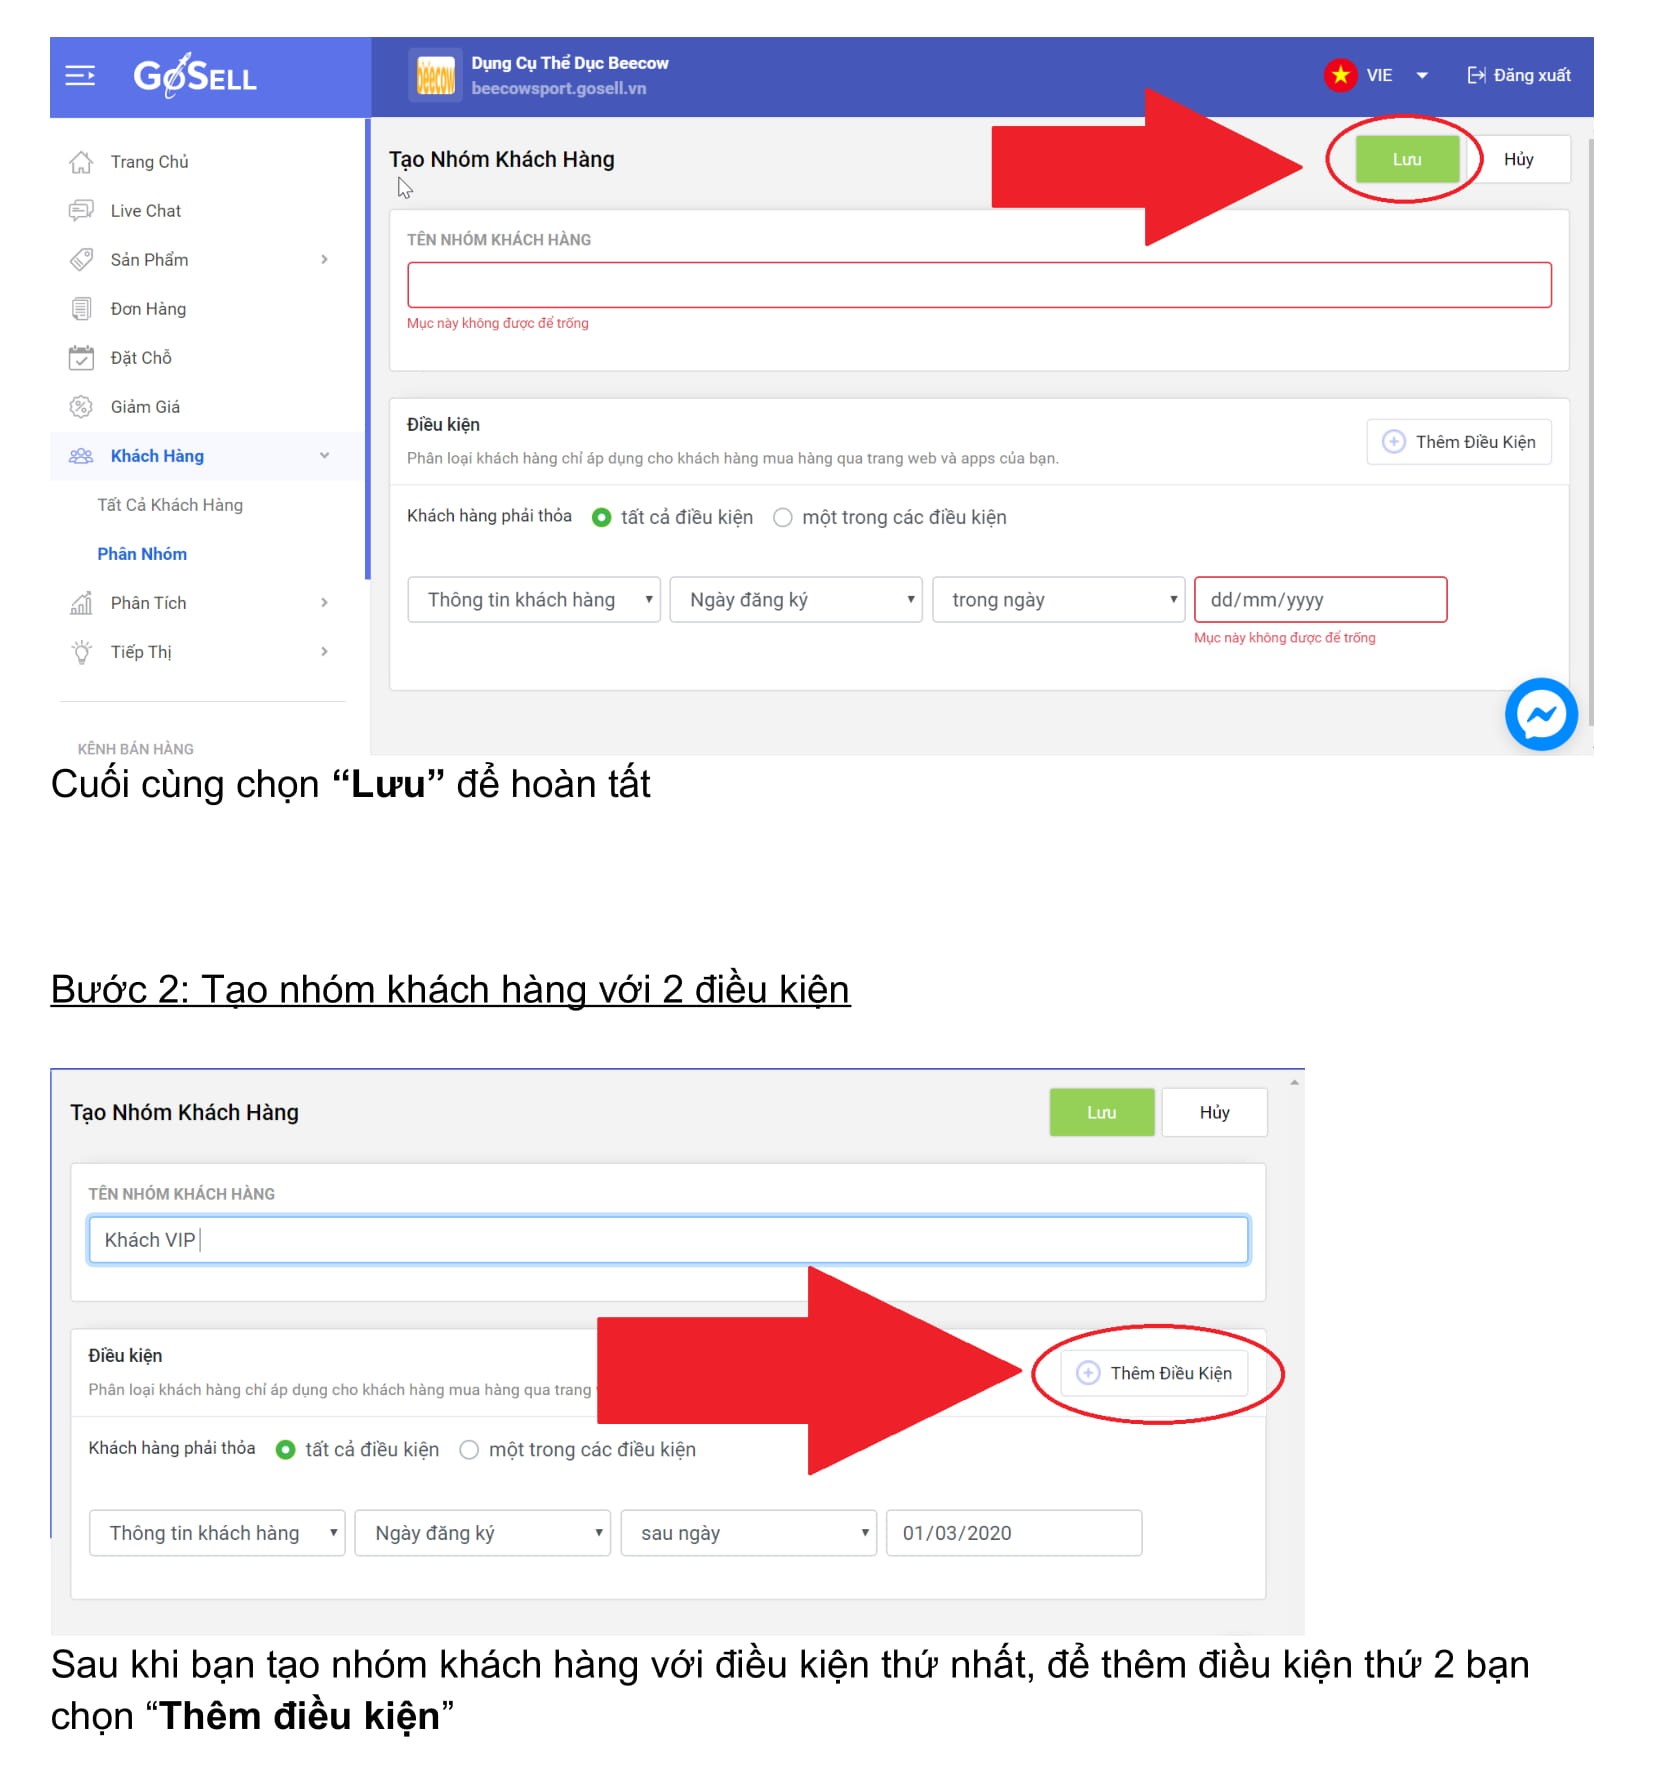 GoSELL
Dụng Cụ Thể Dục Beecow
beecow
beecowsport.gosell.vn
VIE
Đăng xuất
Trang Chủ
Live Chat
Sản Phẩm
Đơn Hàng
Đặt Chỗ
Giảm Giá
Khách Hàng
Tất Cả Khách Hàng
Phân Nhóm
Phân Tích
Tiếp Thị
KÊNH BÁN HÀNG
Tạo Nhóm Khách Hàng
Lưu
Hủy
TÊN NHÓM KHÁCH HÀNG
Mục này không được để trống
Điều kiện
Phân loại khách hàng chỉ áp dụng cho khách hàng mua hàng qua trang web và apps của bạn.
Thêm Điều Kiện
Khách hàng phải thỏa tất cả điều kiện một trong các điều kiện
Thông tin khách hàng Ngày đăng ký trong ngày dd/mm/yyyy
Mục này không được để trống
Cuối cùng chọn “Lưu” để hoàn tất
Bước 2: Tạo nhóm khách hàng với 2 điều kiện
Tạo Nhóm Khách Hàng
Lưu
Hủy
TÊN NHÓM KHÁCH HÀNG
Khách VIP
Điều kiện
Phân loại khách hàng chỉ áp dụng cho khách hàng mua hàng qua trang
Thêm Điều Kiện
Khách hàng phải thỏa tất cả điều kiện một trong các điều kiện
Thông tin khách hàng Ngày đăng ký sau ngày 01/03/2020
Sau khi bạn tạo nhóm khách hàng với điều kiện thứ nhất, để thêm điều kiện thứ 2 bạn
chọn “Thêm điều kiện”